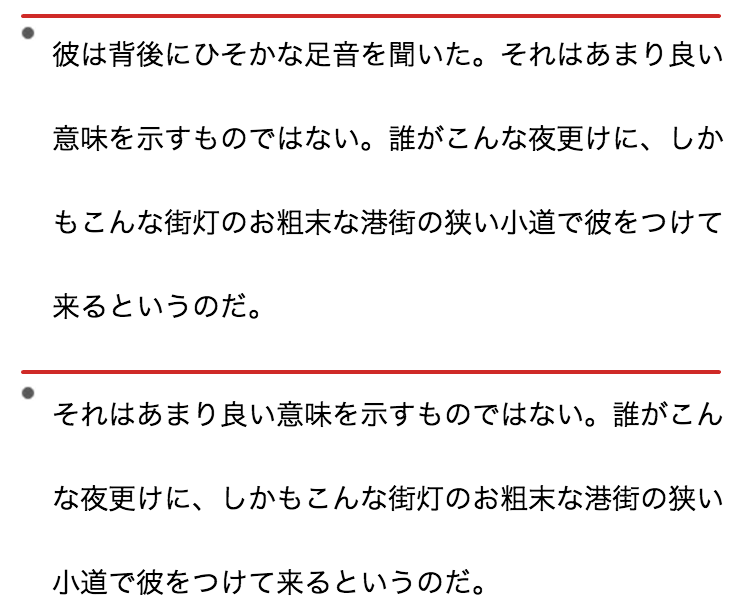 彼は背後にひそかな足音を聞いた。それはあまり良い
意味を示すものではない。誰がこんな夜更けに、しか
もこんな街灯のお粗末な港街の狭い小道で彼をつけて
来るというのだ。
それはあまり良い意味を示すものではない。誰がこん
な夜更けに、しかもこんな街灯のお粗末な港街の狭い
小道で彼をつけて来るというのだ。